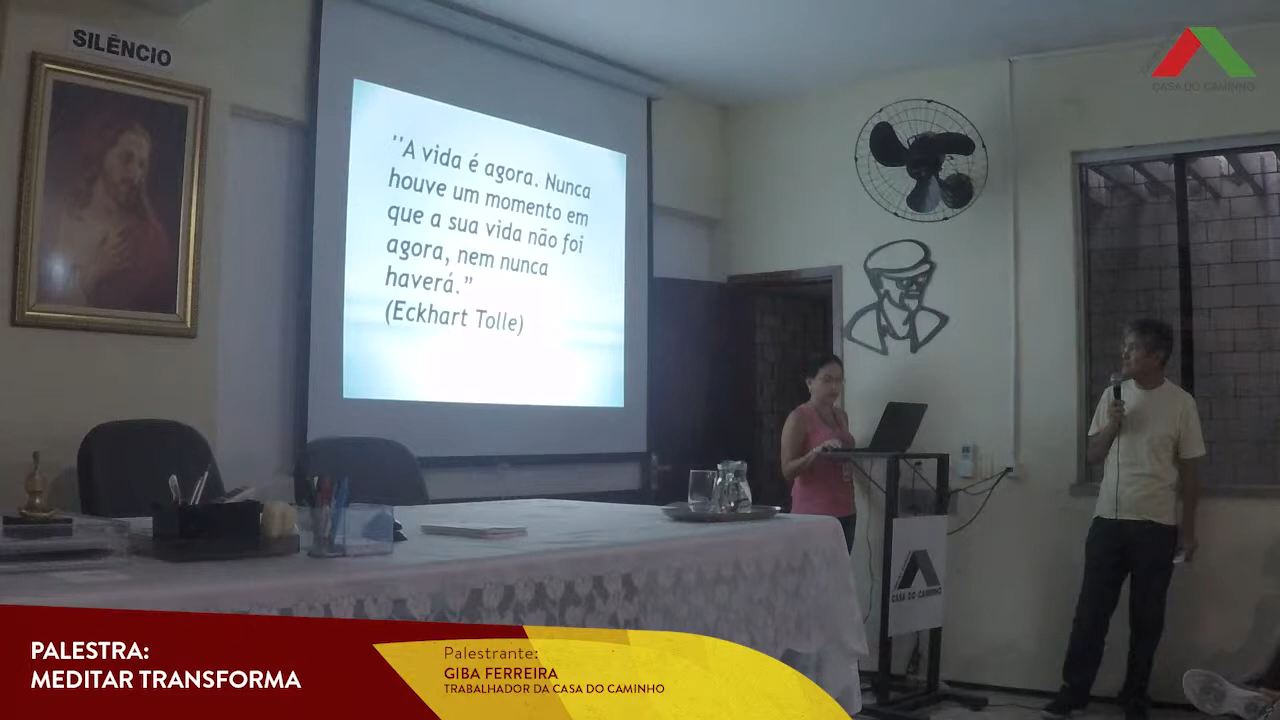 SILÊNCIO
''A vida é agora. Nunca
houve um momento em
que a sua vida não foi
agora, nem nunca
haverá.”
(Eckhart Tolle)
CASA DO CAMINHO
CASA DO CAMINHO
PALESTRA:
MEDITAR TRANSFORMA
Palestrante:
GIBA FERREIRA
TRABALHADOR DA CASA DO CAMINHO